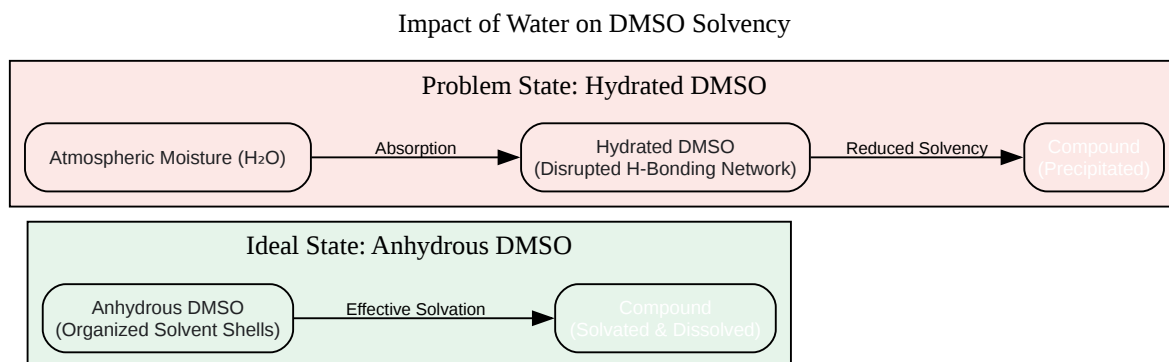 Impact of Water on DMSO Solvency
Problem State: Hydrated DMSO
Atmospheric Moisture (H₂O)
Absorption
Hydrated DMSO
(Disrupted H-Bonding Network)
Reduced Solvency
Compound
(Precipitated)
Ideal State: Anhydrous DMSO
Anhydrous DMSO
(Organized Solvent Shells)
Effective Solvation
Compound
(Solvated & Dissolved)